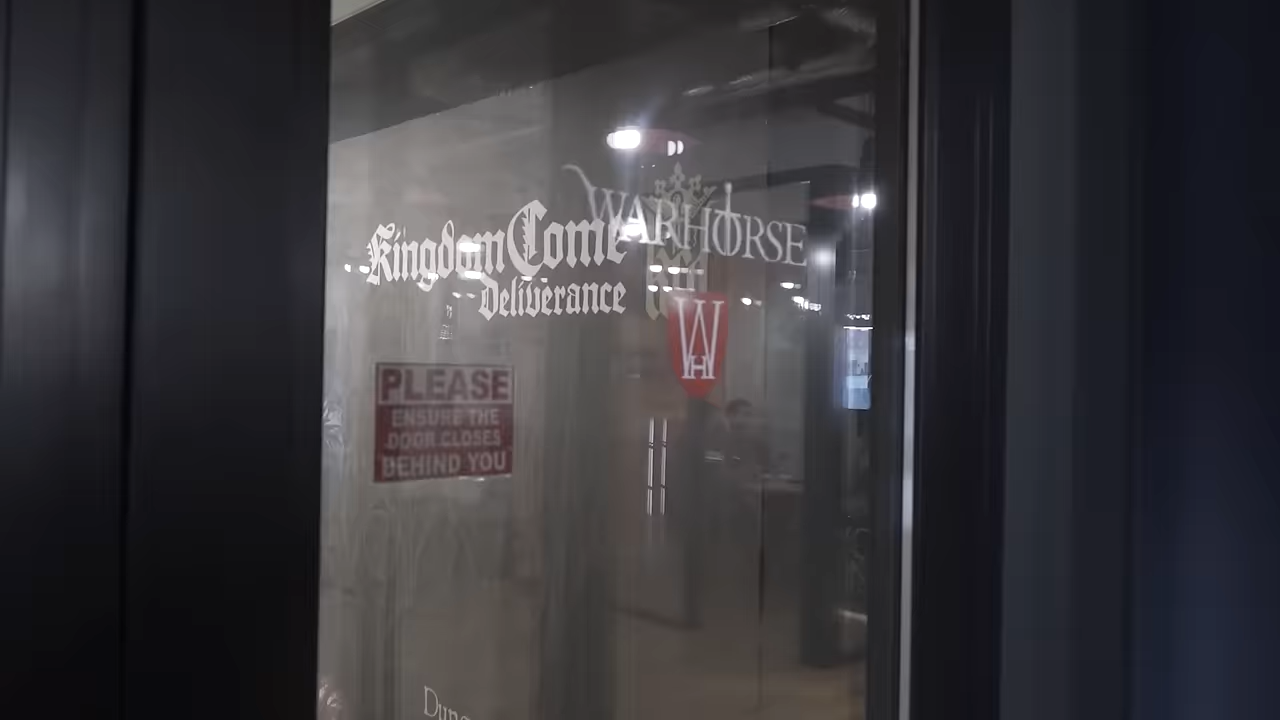 Kingdom Come
Deliverance
WARHORSE
WH
PLEASE
ENSURE THE
DOOR CLOSES
BEHIND YOU